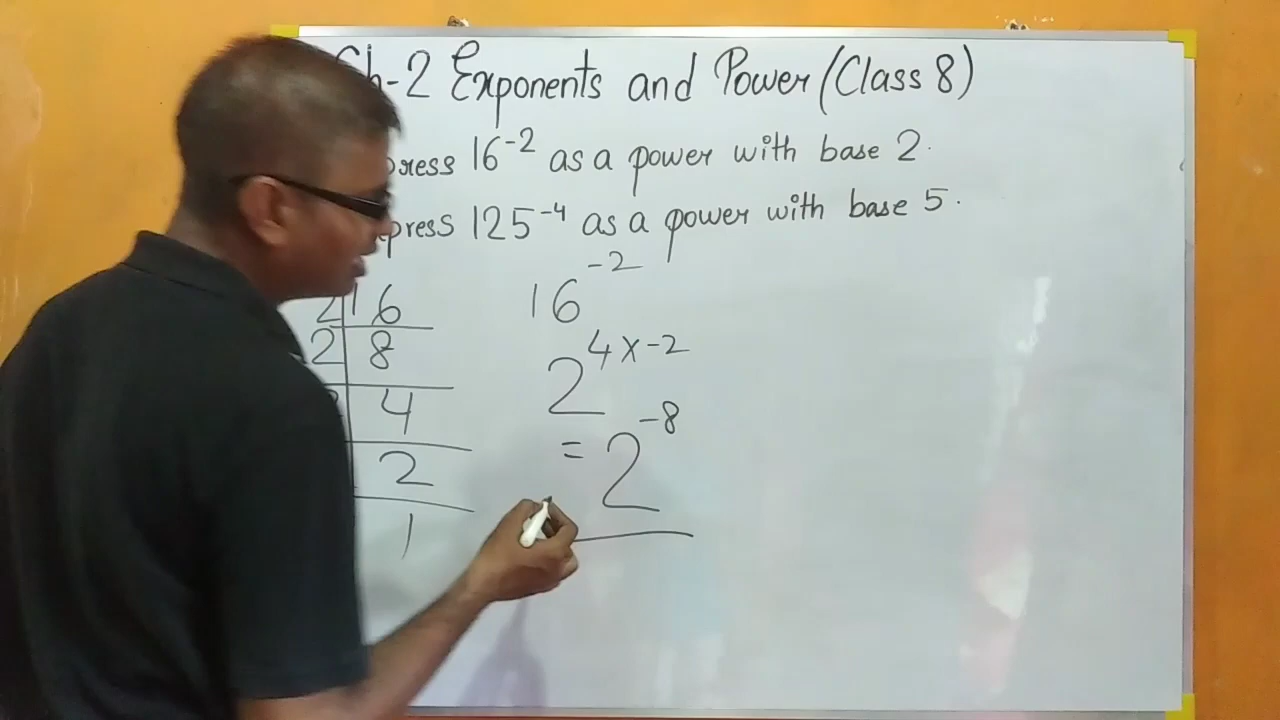 Ch-2 Exponents and Power (Class 8)
press 16⁻² as a power with base 2.
press 125⁻⁴ as a power with base 5.
2 16
2 8
4
2
1
16⁻²
2⁴ˣ⁻²
= 2⁻⁸